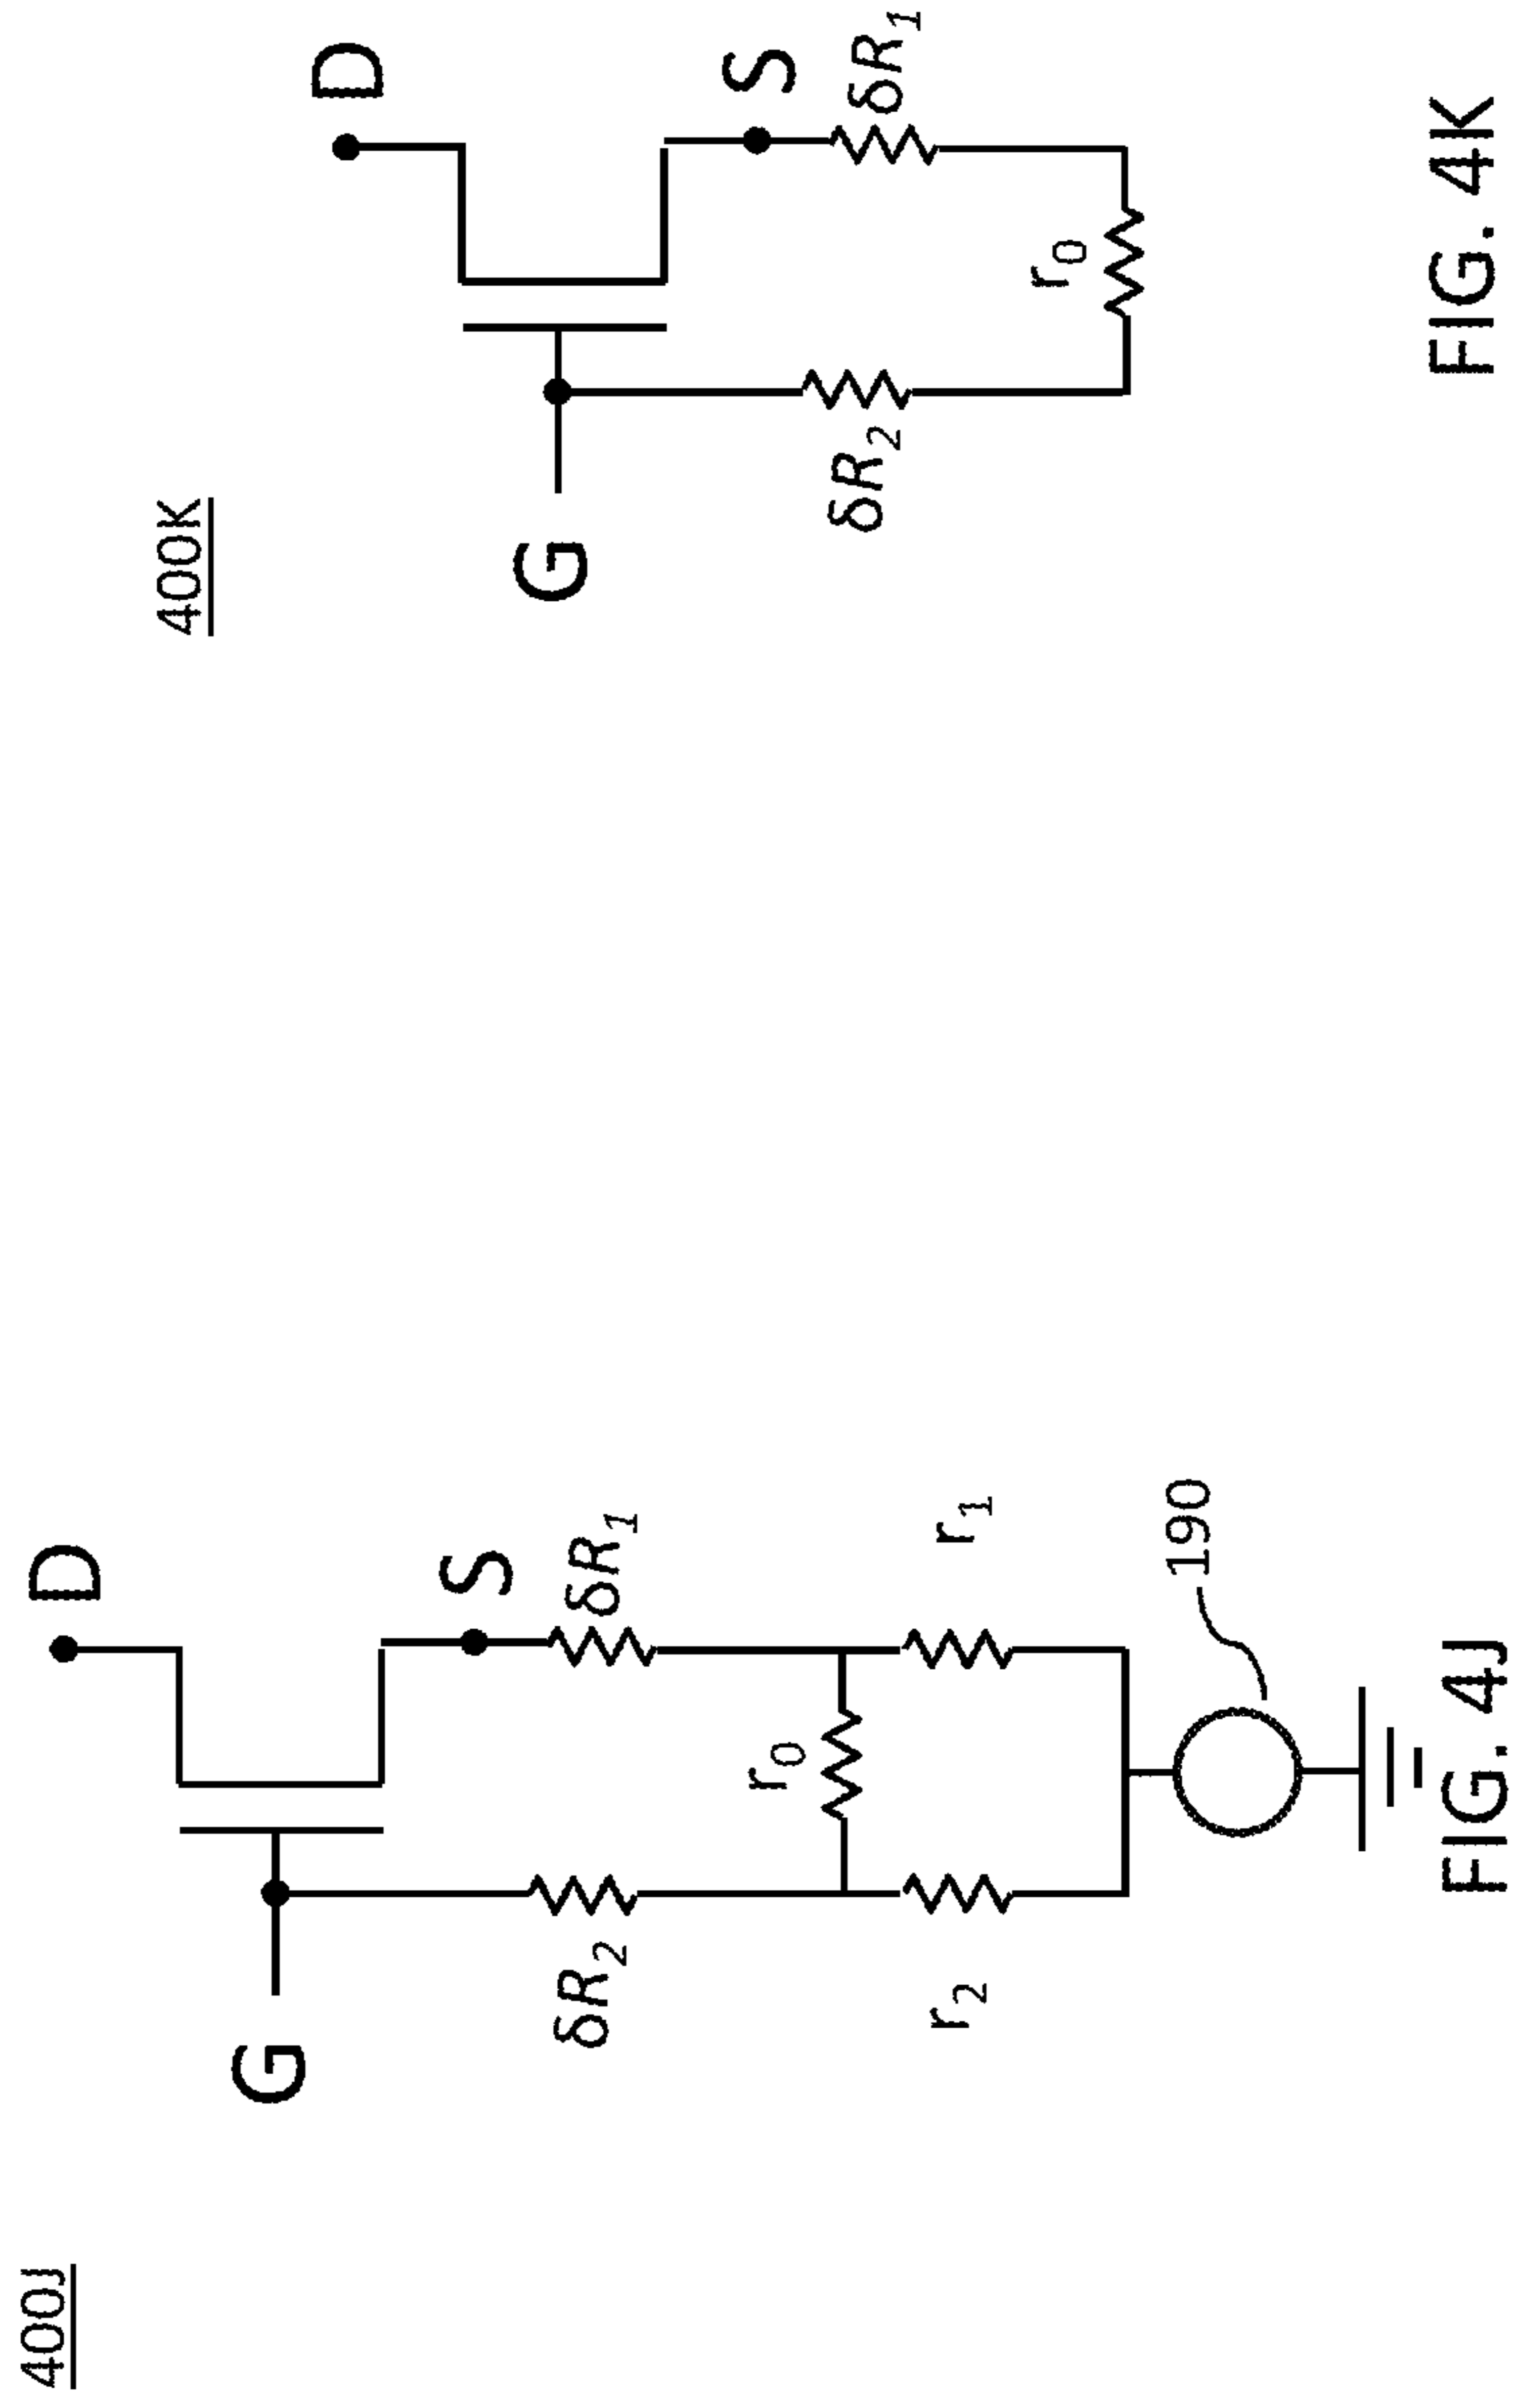 400J
D
G
S
δR1
δR2
r0
r1
r2
190
FIG. 4J
400K
D
G
S
δR1
δR2
r0
FIG. 4K